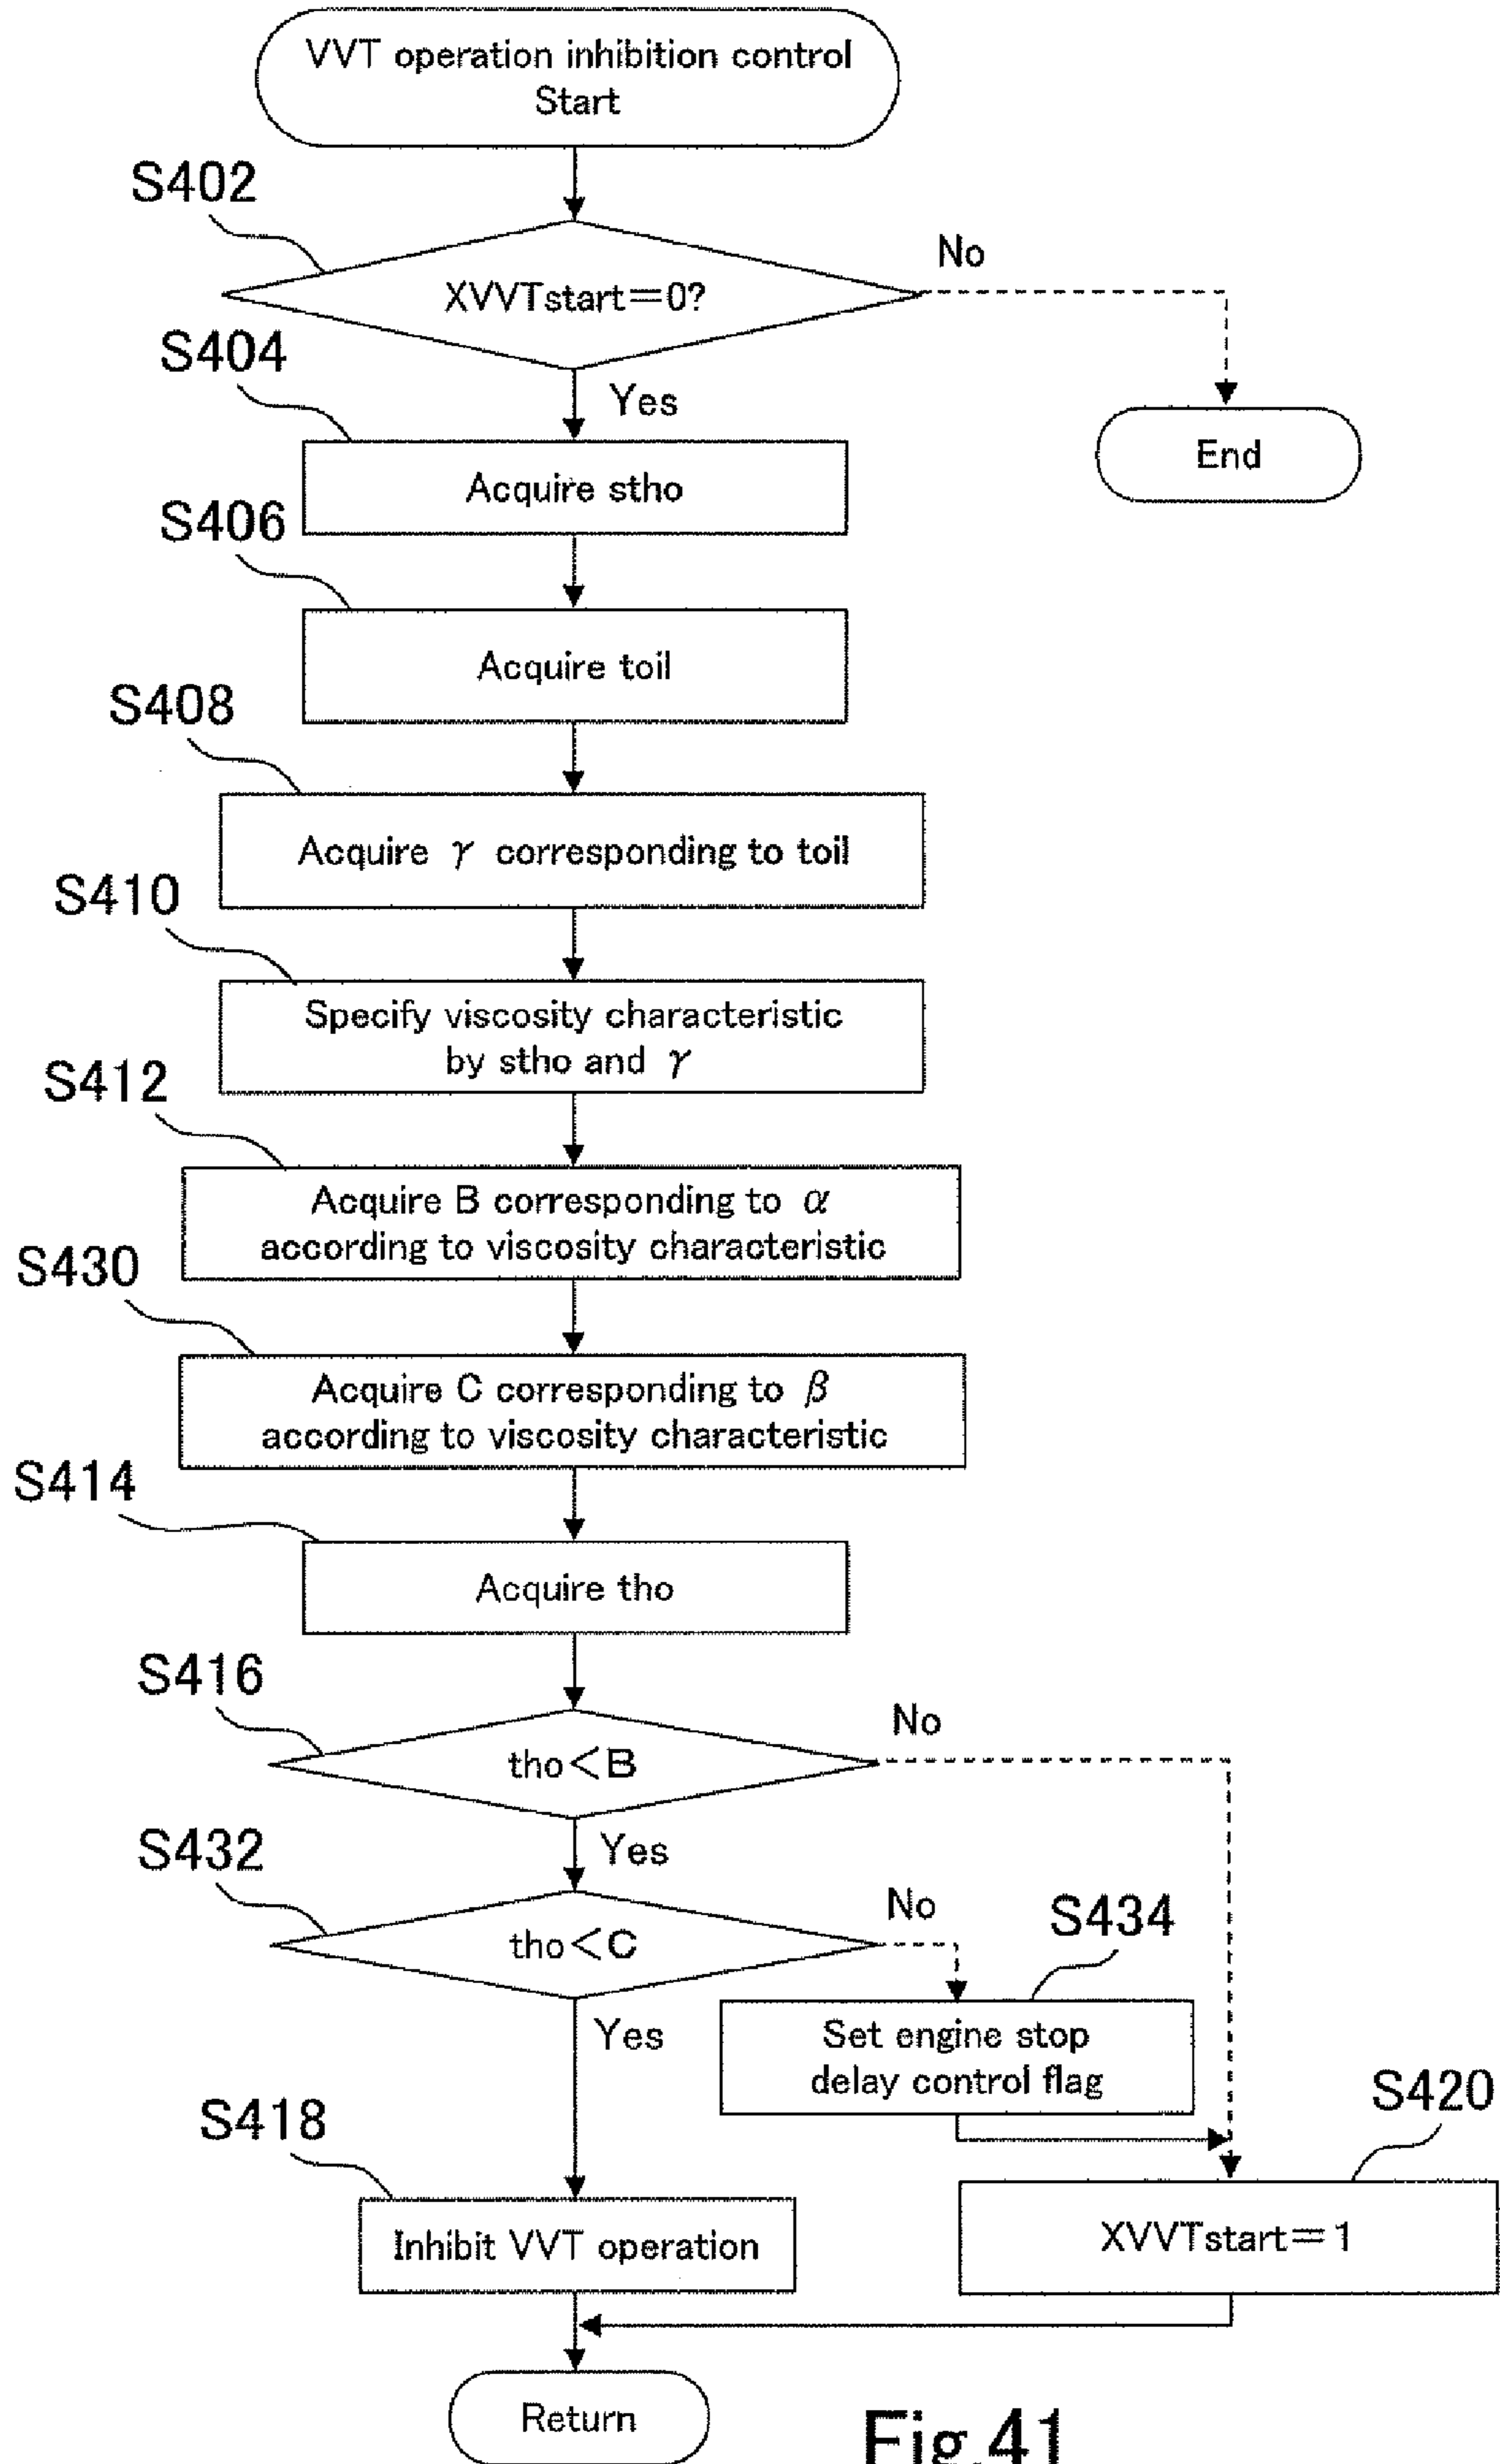 VVT operation inhibition control
Start
S402
XVVTstart=0?
No
Yes
End
S404
Acquire stho
S406
Acquire toil
S408
Acquire γ corresponding to toil
S410
Specify viscosity characteristic
by stho and γ
S412
Acquire B corresponding to α
according to viscosity characteristic
S430
Acquire C corresponding to β
according to viscosity characteristic
S414
Acquire tho
S416
tho<B
No
Yes
S432
tho<C
No
Yes
S434
Set engine stop
delay control flag
S420
XVVTstart=1
S418
Inhibit VVT operation
Return
Fig.41